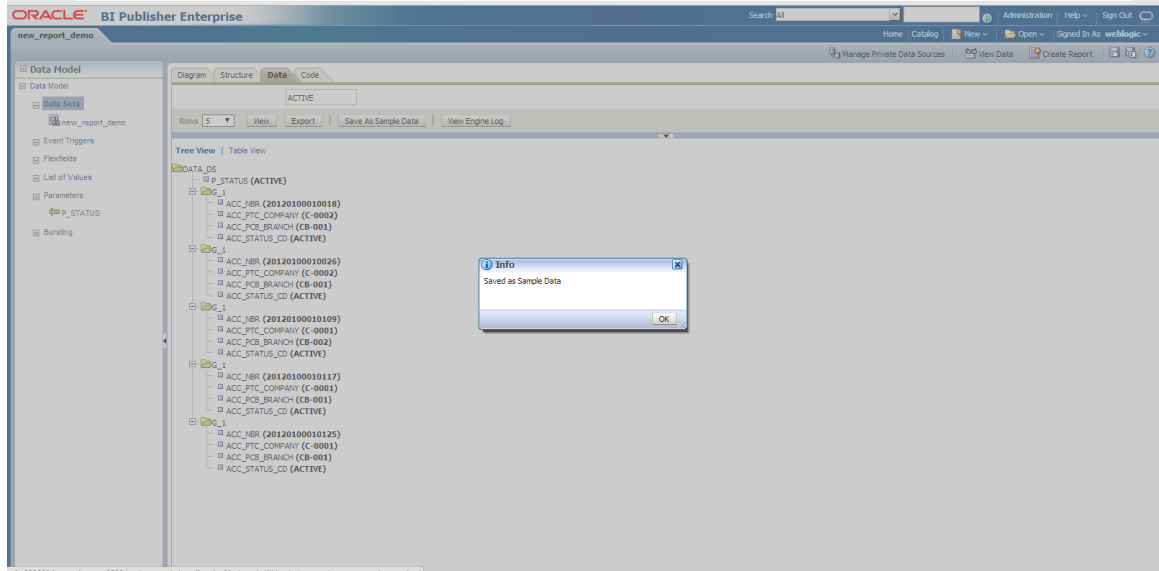 ORACLE BI Publisher Enterprise Search All Administration Help Sign Out
new_report_demo Home Catalog New Open Signed In As weblogic
Manage Private Data Sources View Data Create Report
Data Model
Data Model
Data Sets
new_report_demo
Event Triggers
Flexfields
List of Values
Parameters
P_STATUS
Bursting
Diagram Structure Data Code
ACTIVE
Rows 5 View Export Save As Sample Data View Engine Log
Tree View | Table View
DATA_DS
P_STATUS (ACTIVE)
G_1
ACC_NBR (20120100010018)
ACC_PTC_COMPANY (C-0002)
ACC_PCB_BRANCH (CB-001)
ACC_STATUS_CD (ACTIVE)
G_1
ACC_NBR (20120100010026)
ACC_PTC_COMPANY (C-0002)
ACC_PCB_BRANCH (CB-001)
ACC_STATUS_CD (ACTIVE)
G_1
ACC_NBR (20120100010109)
ACC_PTC_COMPANY (C-0001)
ACC_PCB_BRANCH (CB-002)
ACC_STATUS_CD (ACTIVE)
G_1
ACC_NBR (20120100010117)
ACC_PTC_COMPANY (C-0001)
ACC_PCB_BRANCH (CB-001)
ACC_STATUS_CD (ACTIVE)
G_1
ACC_NBR (20120100010125)
ACC_PTC_COMPANY (C-0001)
ACC_PCB_BRANCH (CB-001)
ACC_STATUS_CD (ACTIVE)
Info
Saved as Sample Data
OK